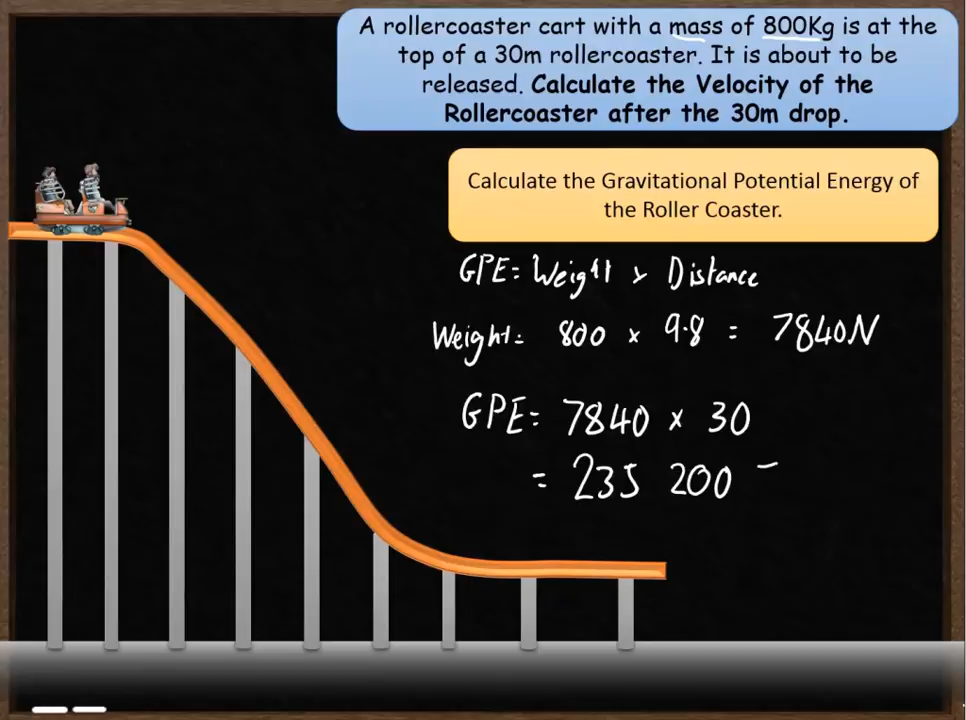 A rollercoaster cart with a mass of 800Kg is at the
top of a 30m rollercoaster. It is about to be
released. Calculate the Velocity of the
Rollercoaster after the 30m drop.
Calculate the Gravitational Potential Energy of
the Roller Coaster.
GPE= Weight x Distance
Weight= 800 x 9.8 = 7840N
GPE= 7840 x 30
= 235 200